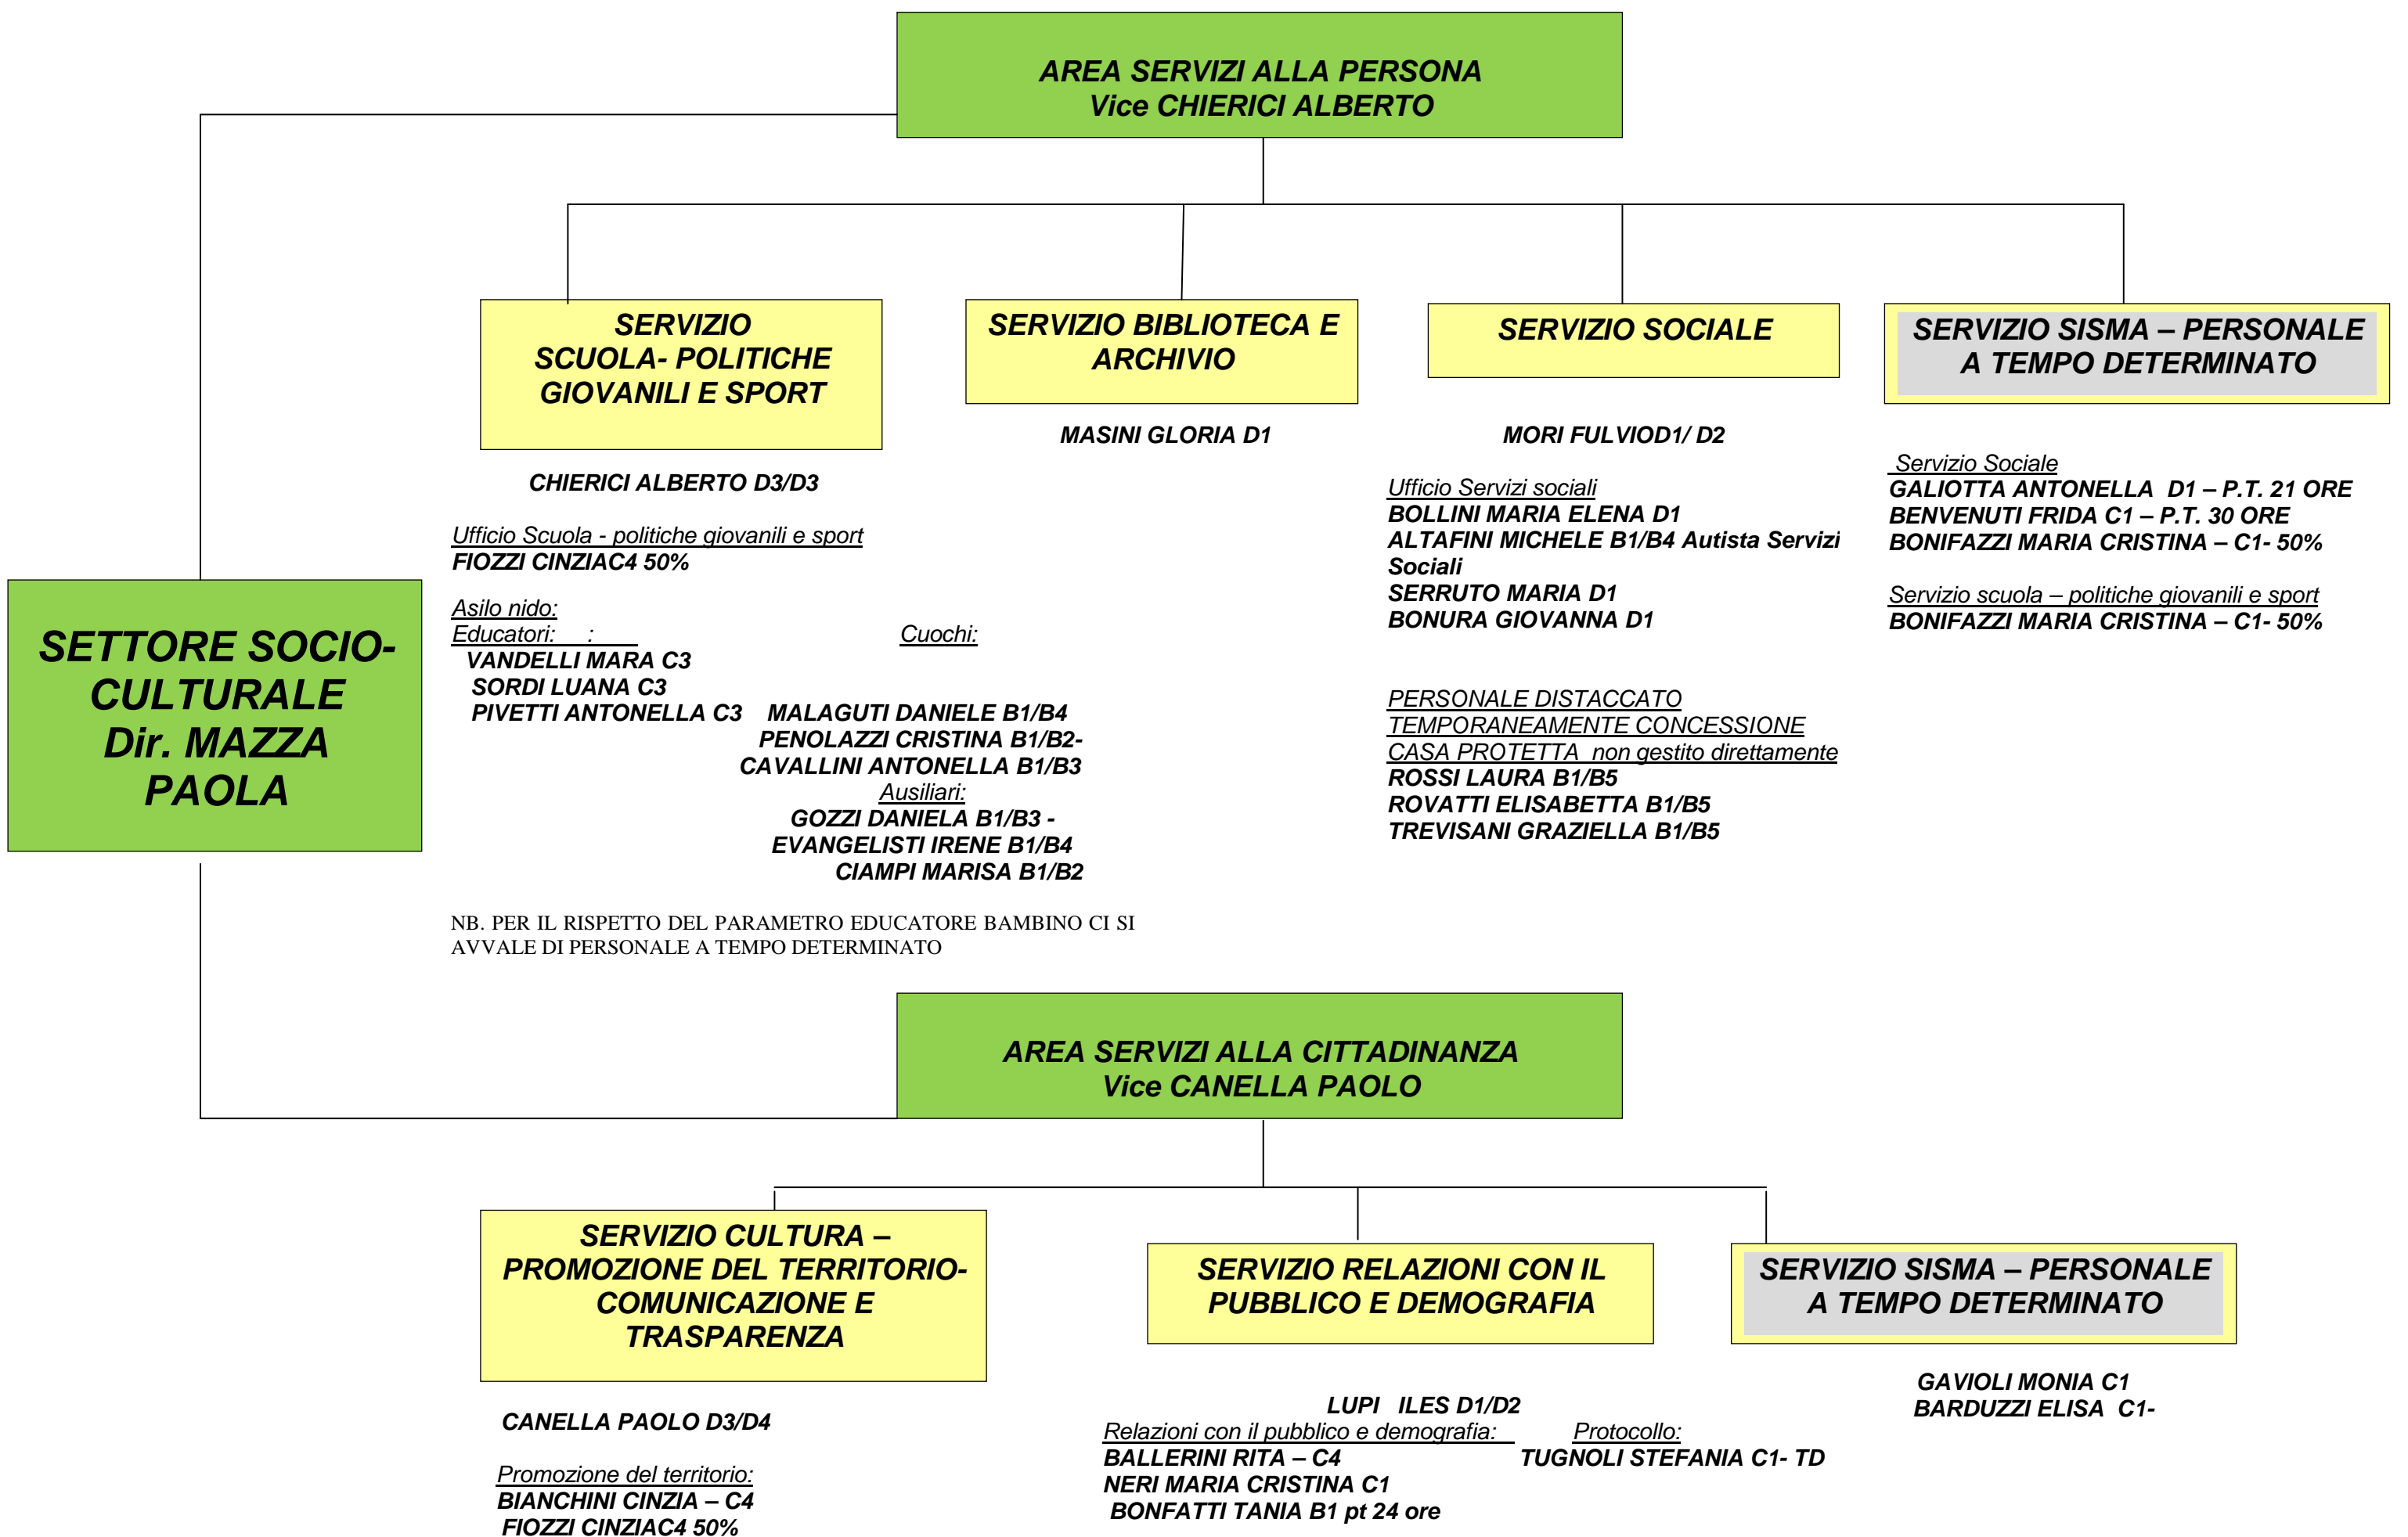 AREA SERVIZI ALLA PERSONA
Vice CHIERICI ALBERTO
SETTORE SOCIO-
CULTURALE
Dir. MAZZA
PAOLA
SERVIZIO
SCUOLA- POLITICHE
GIOVANILI E SPORT
CHIERICI ALBERTO D3/D3
Ufficio Scuola - politiche giovanili e sport
FIOZZI CINZIAC4 50%
Asilo nido:
Educatori: :
VANDELLI MARA C3
SORDI LUANA C3
PIVETTI ANTONELLA C3
Cuochi:
MALAGUTI DANIELE B1/B4
PENOLAZZI CRISTINA B1/B2-
CAVALLINI ANTONELLA B1/B3
Ausiliari:
GOZZI DANIELA B1/B3 -
EVANGELISTI IRENE B1/B4
CIAMPI MARISA B1/B2
NB. PER IL RISPETTO DEL PARAMETRO EDUCATORE BAMBINO CI SI
AVVALE DI PERSONALE A TEMPO DETERMINATO
SERVIZIO BIBLIOTECA E
ARCHIVIO
MASINI GLORIA D1
SERVIZIO SOCIALE
MORI FULVIOD1/ D2
Ufficio Servizi sociali
BOLLINI MARIA ELENA D1
ALTAFINI MICHELE B1/B4 Autista Servizi
Sociali
SERRUTO MARIA D1
BONURA GIOVANNA D1
PERSONALE DISTACCATO
TEMPORANEAMENTE CONCESSIONE
CASA PROTETTA non gestito direttamente
ROSSI LAURA B1/B5
ROVATTI ELISABETTA B1/B5
TREVISANI GRAZIELLA B1/B5
SERVIZIO SISMA – PERSONALE
A TEMPO DETERMINATO
Servizio Sociale
GALIOTTA ANTONELLA D1 – P.T. 21 ORE
BENVENUTI FRIDA C1 – P.T. 30 ORE
BONIFAZZI MARIA CRISTINA – C1- 50%
Servizio scuola – politiche giovanili e sport
BONIFAZZI MARIA CRISTINA – C1- 50%
AREA SERVIZI ALLA CITTADINANZA
Vice CANELLA PAOLO
SERVIZIO CULTURA –
PROMOZIONE DEL TERRITORIO-
COMUNICAZIONE E
TRASPARENZA
CANELLA PAOLO D3/D4
Promozione del territorio:
BIANCHINI CINZIA – C4
FIOZZI CINZIAC4 50%
SERVIZIO RELAZIONI CON IL
PUBBLICO E DEMOGRAFIA
LUPI ILES D1/D2
Relazioni con il pubblico e demografia:
BALLERINI RITA – C4
NERI MARIA CRISTINA C1
BONFATTI TANIA B1 pt 24 ore
Protocollo:
TUGNOLI STEFANIA C1- TD
SERVIZIO SISMA – PERSONALE
A TEMPO DETERMINATO
GAVIOLI MONIA C1
BARDUZZI ELISA C1-